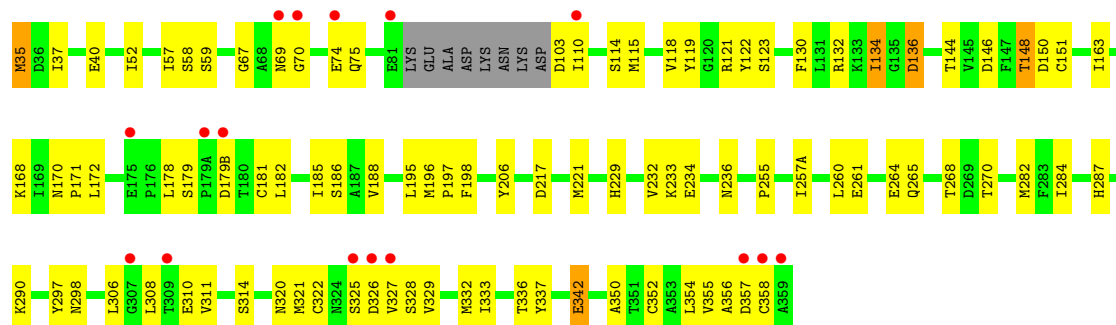 M35 D36 I37 E40 I52 I57 S58 S59 G67 A68 N69 G70 E74 Q75 E81 LYS GLU ALA ASP LYS ASN LYS ASP D103 I110 S114 M115 V118 Y119 G120 R121 Y122 S123 F130 L131 R132 K133 I134 G135 D136 T144 V145 D146 F147 T148 D150 C151 I163
K168 I169 N170 P171 L172 E175 P176 L178 S179 P179A D179B T180 C181 L182 I185 S186 A187 V188 L195 M196 P197 F198 Y206 D217 M221 H229 V232 K233 E234 N236 P255 I257A L260 E261 E264 Q265 T268 D269 T270 M282 F283 I284 H287
K290 Y297 N298 L306 G307 L308 T309 E310 V311 S314 N320 M321 C322 N324 S325 D326 V327 S328 V329 M332 I333 T336 Y337 E342 A350 T351 C352 A353 L354 V355 A356 D357 C358 A359